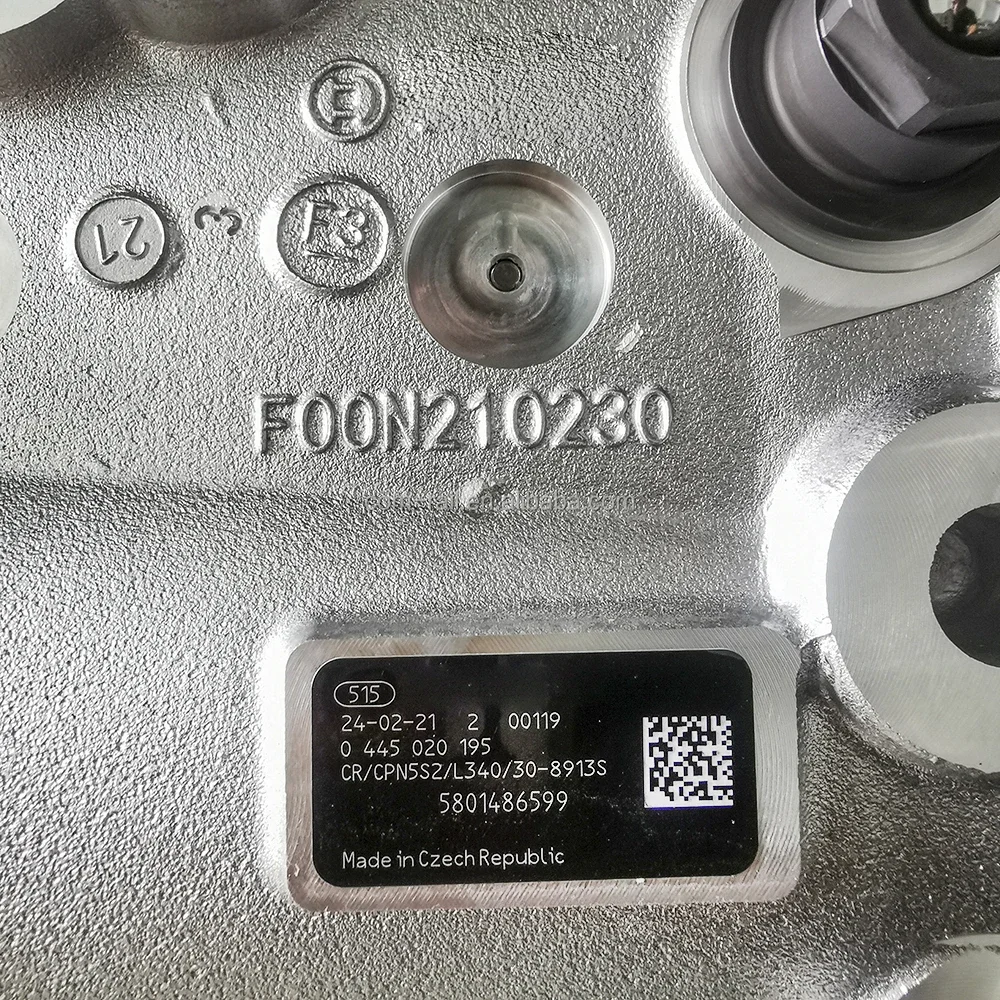 21
3
F3
F00N210230
515
24-02-21 2 00119
0 445 020 195
CR/CPN5S2/L340/30-8913S
5801486599
Made in Czech Republic